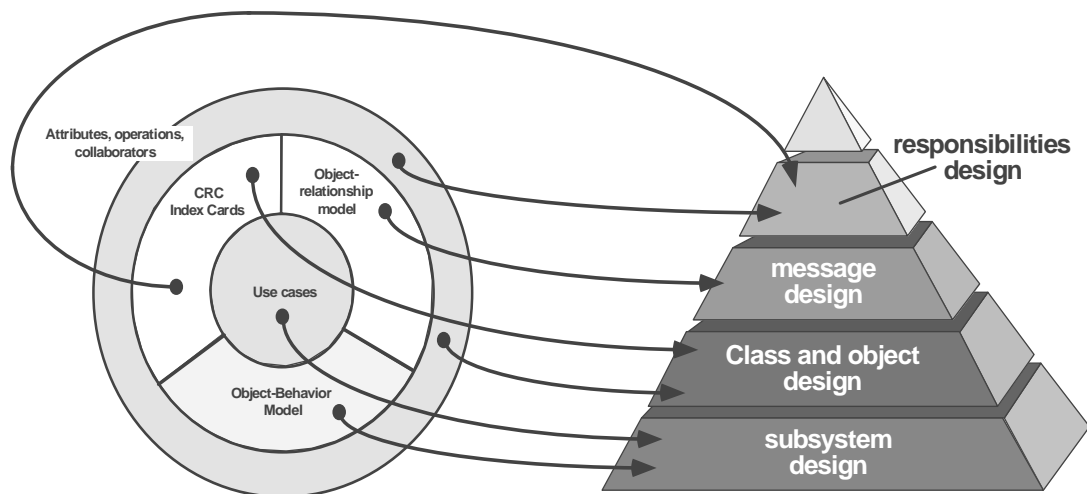 Attributes, operations,
collaborators
CRC
Index Cards
Object-
relationship
model
Use cases
Object-Behavior
Model
responsibilities
design
message
design
Class and object
design
subsystem
design